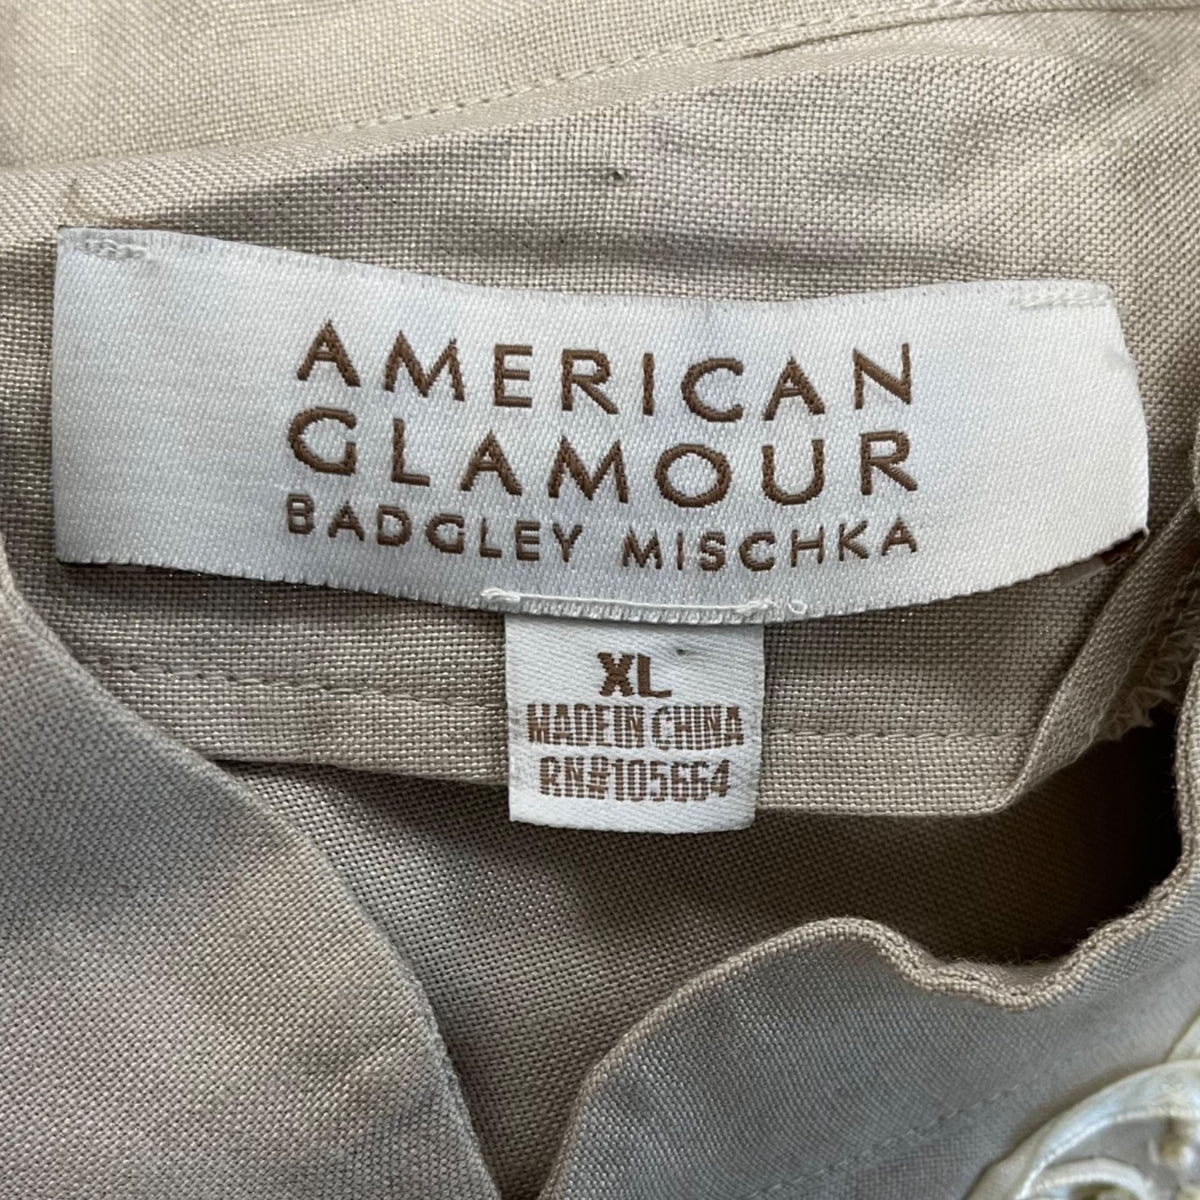 AMERICAN
GLAMOUR
BADGLEY MISCHKA
XL
MADE IN CHINA
RN#105664